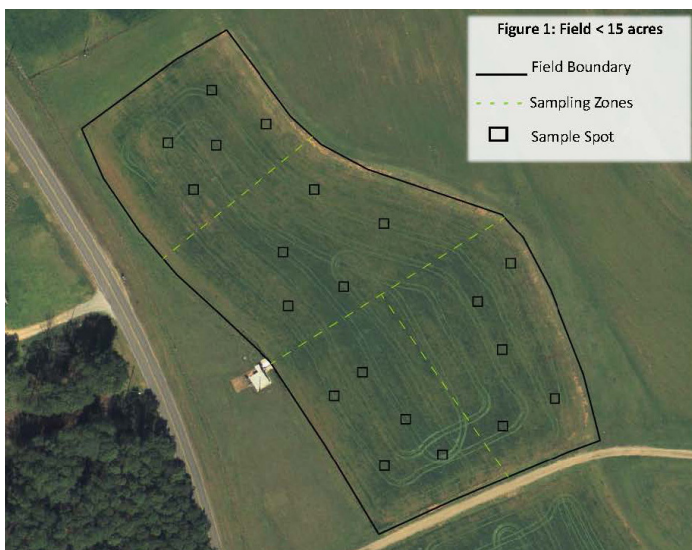 Figure 1: Field < 15 acres
Field Boundary
Sampling Zones
Sample Spot